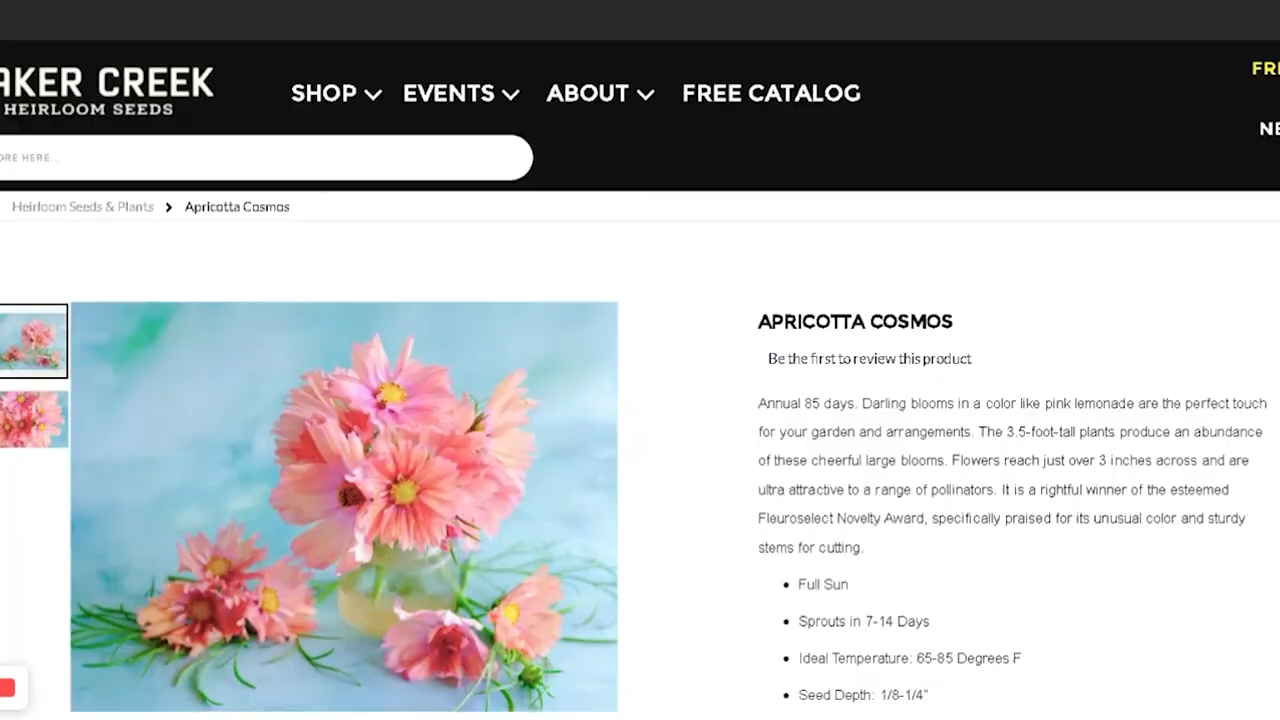 AKER CREEK
HEIRLOOM SEEDS
SHOP
EVENTS
ABOUT
FREE CATALOG
FR
NE
ORE HERE...
Heirloom Seeds & Plants > Apricotta Cosmos
APRICOTTA COSMOS
Be the first to review this product
Annual 85 days. Darling blooms in a color like pink lemonade are the perfect touch
for your garden and arrangements. The 3.5-foot-tall plants produce an abundance
of these cheerful large blooms. Flowers reach just over 3 inches across and are
ultra attractive to a range of pollinators. It is a rightful winner of the esteemed
Fleuroselect Novelty Award, specifically praised for its unusual color and sturdy
stems for cutting.
• Full Sun
• Sprouts in 7-14 Days
• Ideal Temperature: 65-85 Degrees F
• Seed Depth: 1/8-1/4"